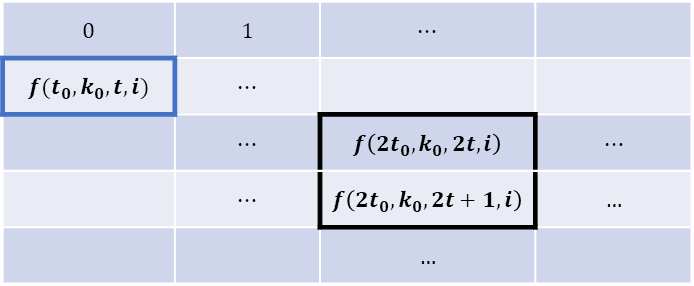 0 1 ⋯
f(t₀, k₀, t, i) ⋯
⋯ f(2t₀, k₀, 2t, i) ⋯
⋯ f(2t₀, k₀, 2t + 1, i) ...
...